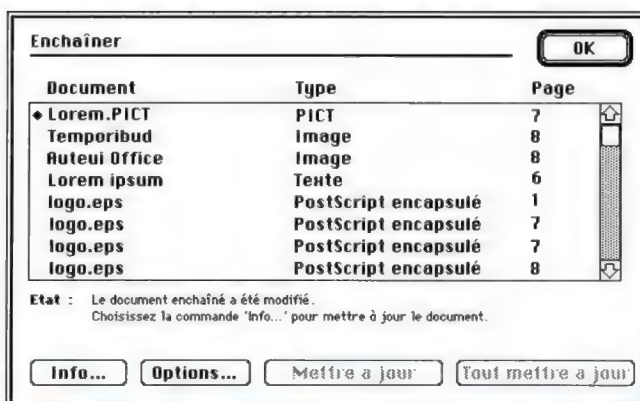 Enchaîner
OK
Document Type Page
◆ Lorem.PICT PICT 7
Temporibud Image 8
Auteui Office Image 8
Lorem ipsum Texte 6
logo.eps PostScript encapsulé 1
logo.eps PostScript encapsulé 7
logo.eps PostScript encapsulé 7
logo.eps PostScript encapsulé 8
Etat : Le document enchaîné a été modifié.
Choisissez la commande 'Info...' pour mettre à jour le document.
Info... Options... Mettre a jour Tout mettre a jour